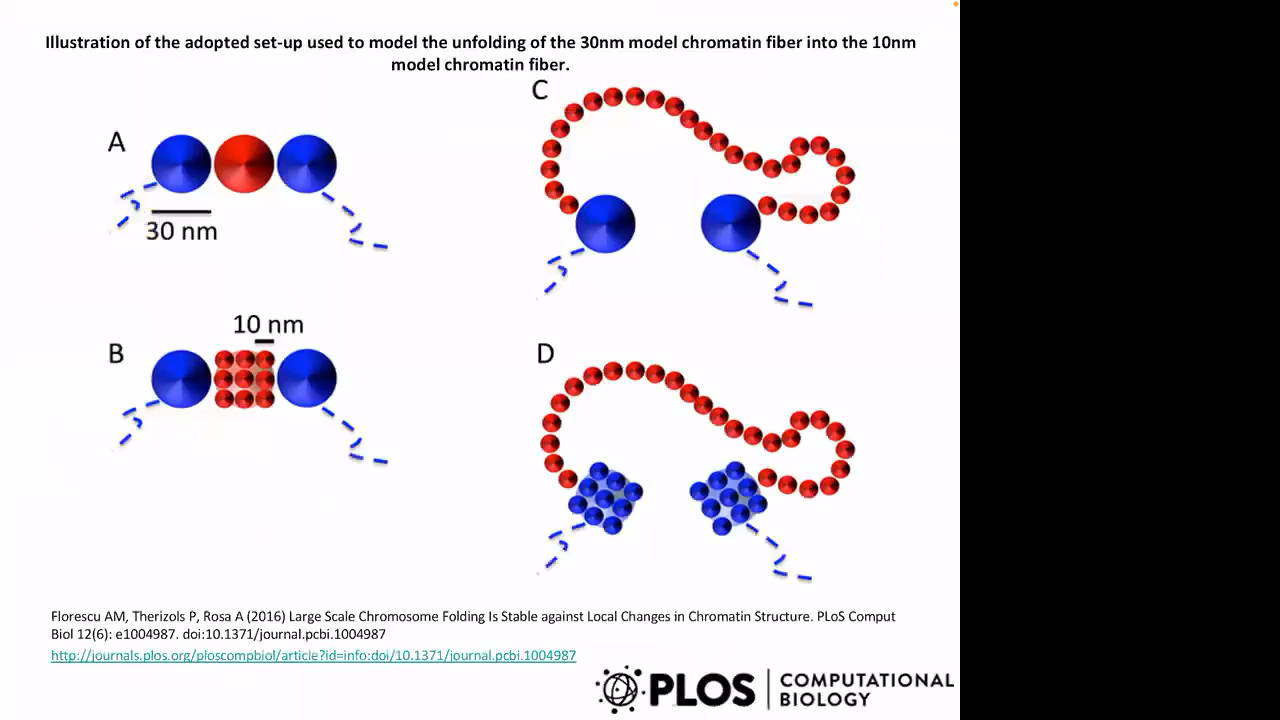 Illustration of the adopted set-up used to model the unfolding of the 30nm model chromatin fiber into the 10nm
model chromatin fiber.
A
30 nm
C
10 nm
B
D
Florescu AM, Therizols P, Rosa A (2016) Large Scale Chromosome Folding Is Stable against Local Changes in Chromatin Structure. PLoS Comput
Biol 12(6): e1004987. doi:10.1371/journal.pcbi.1004987
http://journals.plos.org/ploscompbiol/article?id=info:doi/10.1371/journal.pcbi.1004987
PLOS
COMPUTATIONAL
BIOLOGY